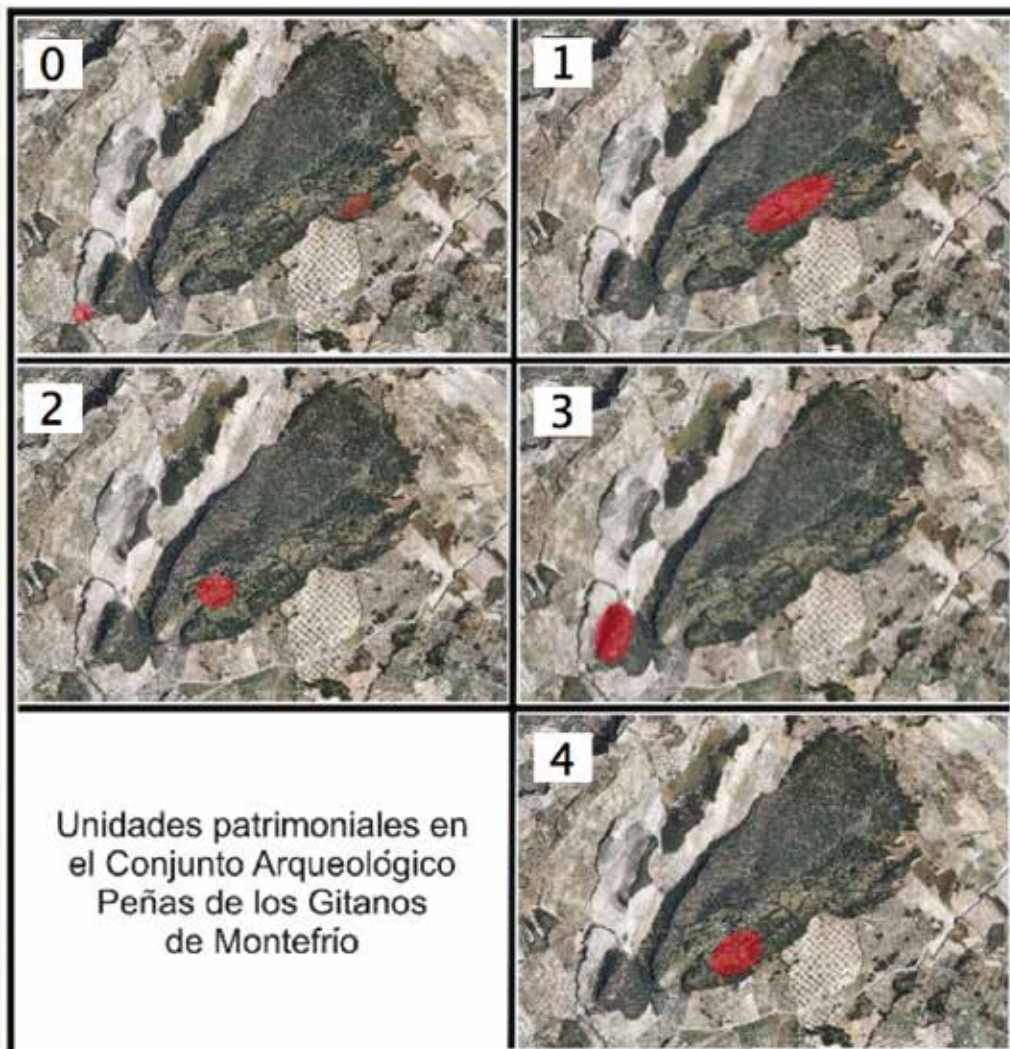 0
1
2
3
4
Unidades patrimoniales en
el Conjunto Arqueológico
Peñas de los Gitanos
de Montefrío